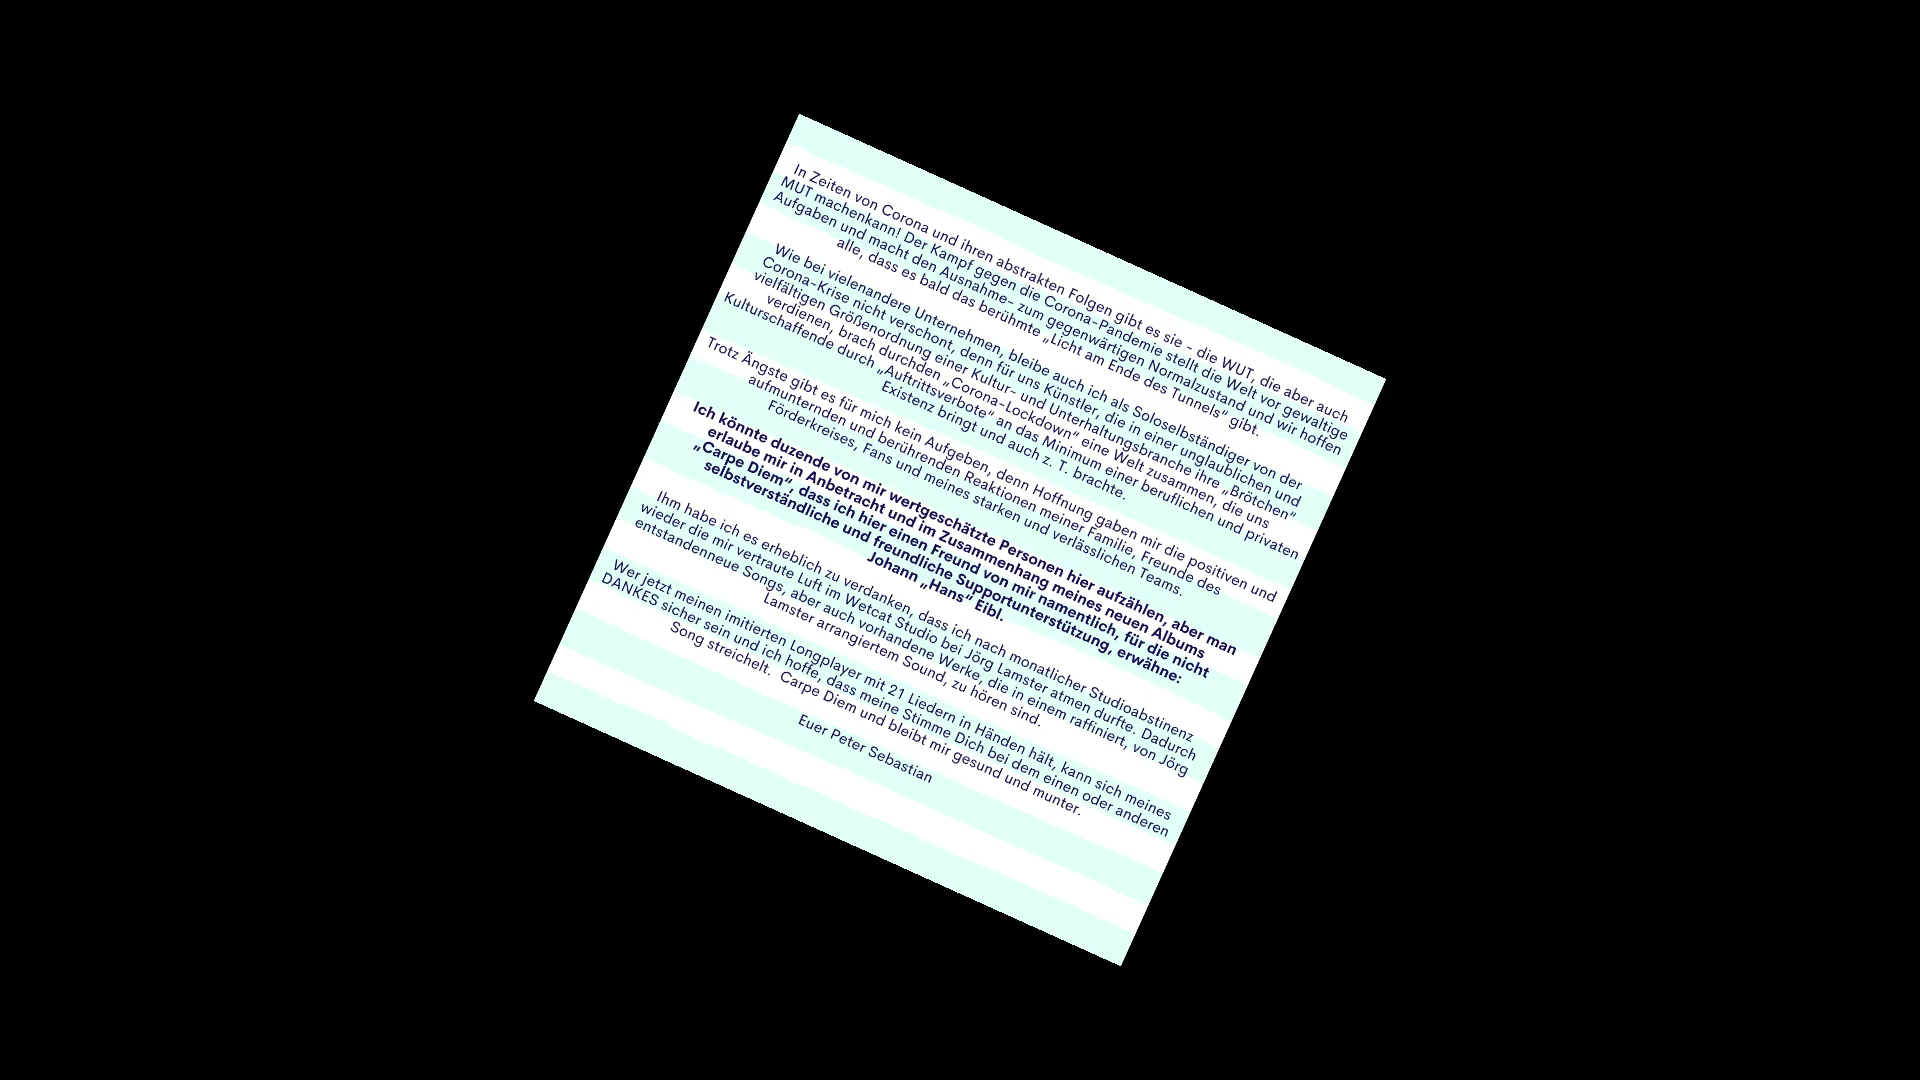 In Zeiten von Corona und ihren abstrakten Folgen gibt es sie - die WUT, die aber auch
MUT machenkann! Der Kampf gegen die Corona-Pandemie stellt die Welt vor gewaltige
Aufgaben und macht den Ausnahme- zum gegenwärtigen Normalzustand und wir hoffen
alle, dass es bald das berühmte „Licht am Ende des Tunnels“ gibt.
Wie bei vielenandere Unternehmen, bleibe auch ich als Soloselbständiger von der
Corona-Krise nicht verschont, denn für uns Künstler, die in einer unglaublichen und
vielfältigen Größenordnung einer Kultur- und Unterhaltungsbranche ihre „Brötchen“
verdienen, brach durchden „Corona-Lockdown“ eine Welt zusammen, die uns
Kulturschaffende durch „Auftrittsverbote“ an das Minimum einer beruflichen und privaten
Existenz bringt und auch z. T. brachte.
Trotz Ängste gibt es für mich kein Aufgeben, denn Hoffnung gaben mir die positiven und
aufmunternden und berührenden Reaktionen meiner Familie, Freunde des
Förderkreises, Fans und meines starken und verlässlichen Teams.
Ich könnte duzende von mir wertgeschätzte Personen hier aufzählen, aber man
erlaube mir in Anbetracht und im Zusammenhang meines neuen Albums
„Carpe Diem“, dass ich hier einen Freund von mir namentlich, für die nicht
selbstverständliche und freundliche Supportunterstützung, erwähne:
Johann „Hans“ Eibl.
Ihm habe ich es erheblich zu verdanken, dass ich nach monatlicher Studioabstinenz
wieder die mir vertraute Luft im Wetcat Studio bei Jörg Lamster atmen durfte. Dadurch
entstandenneue Songs, aber auch vorhandene Werke, die in einem raffiniert, von Jörg
Lamster arrangiertem Sound, zu hören sind.
Wer jetzt meinen imitierten Longplayer mit 21 Liedern in Händen hält, kann sich meines
DANKES sicher sein und ich hoffe, dass meine Stimme Dich bei dem einen oder anderen
Song streichelt. Carpe Diem und bleibt mir gesund und munter.
Euer Peter Sebastian